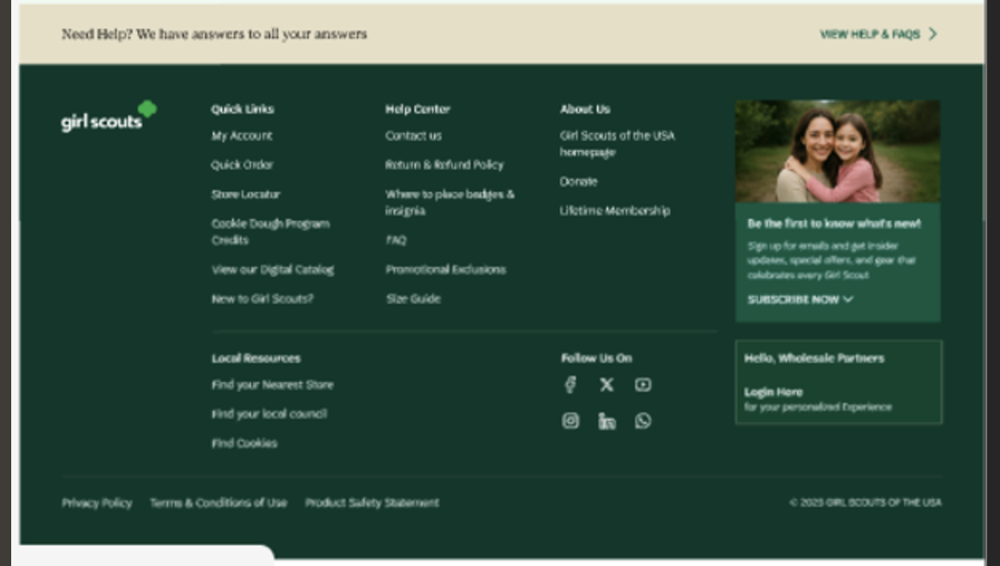 Need Help? We have answers to all your answers
VIEW HELP & FAQS
girl scouts
Quick Links
My Account
Quick Order
Store Locator
Cookie Dough Program
Credits
View our Digital Catalog
New to Girl Scouts?
Help Center
Contact us
Return & Refund Policy
Where to place badges &
insignia
FAQ
Promotional Exclusions
Size Guide
About Us
Girl Scouts of the USA
homepage
Donate
Lifetime Membership
Be the first to know what's new!
Sign up for emails and get insider
updates, special offers, and gear that
celebrates every Girl Scout
SUBSCRIBE NOW
Local Resources
Find your Nearest Store
Find your local council
Find Cookies
Follow Us On
Hello, Wholesale Partners
Login Here
for your personalized Experience
Privacy Policy
Terms & Conditions of Use
Product Safety Statement
© 2025 GIRL SCOUTS OF THE USA